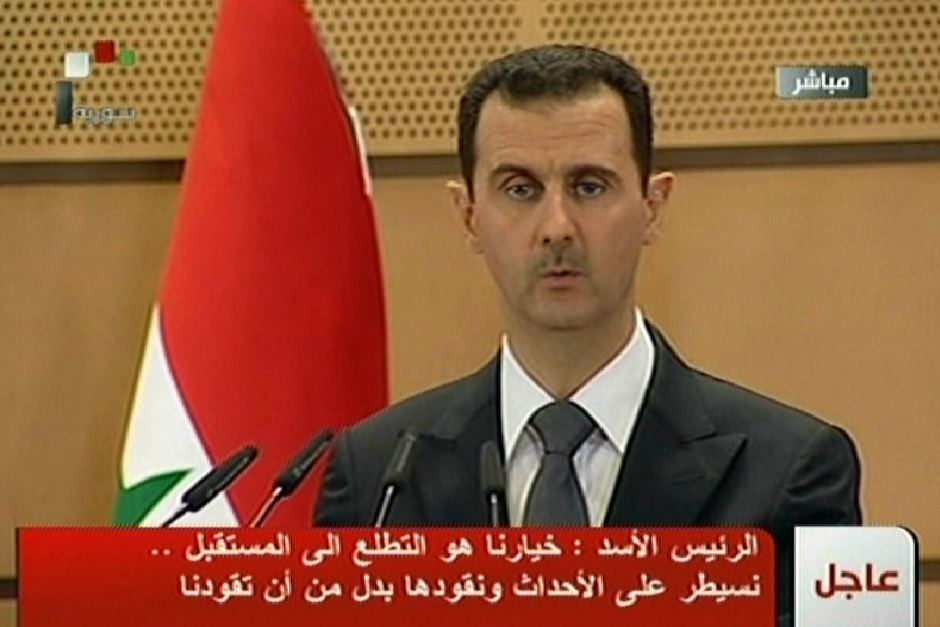 سورية
مباشر
الرئيس الأسد : خيارنا هو التطلع الى المستقبل ..
نسيطر على الأحداث ونقودها بدل من أن تقودنا
عاجل